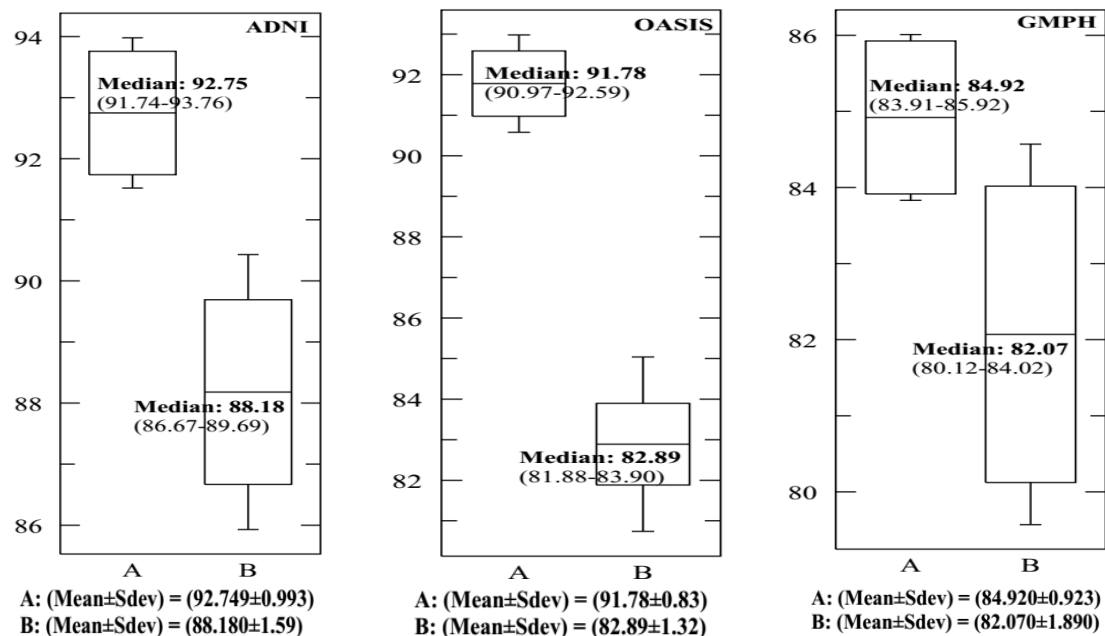 ADNI
94
92
90
88
86
Median: 92.75
(91.74-93.76)
Median: 88.18
(86.67-89.69)
A
B
A: (Mean±Sdev) = (92.749±0.993)
B: (Mean±Sdev) = (88.180±1.59)
OASIS
92
90
88
86
84
82
Median: 91.78
(90.97-92.59)
Median: 82.89
(81.88-83.90)
A
B
A: (Mean±Sdev) = (91.78±0.83)
B: (Mean±Sdev) = (82.89±1.32)
GMPH
86
84
82
80
Median: 84.92
(83.91-85.92)
Median: 82.07
(80.12-84.02)
A
B
A: (Mean±Sdev) = (84.920±0.923)
B: (Mean±Sdev) = (82.070±1.890)